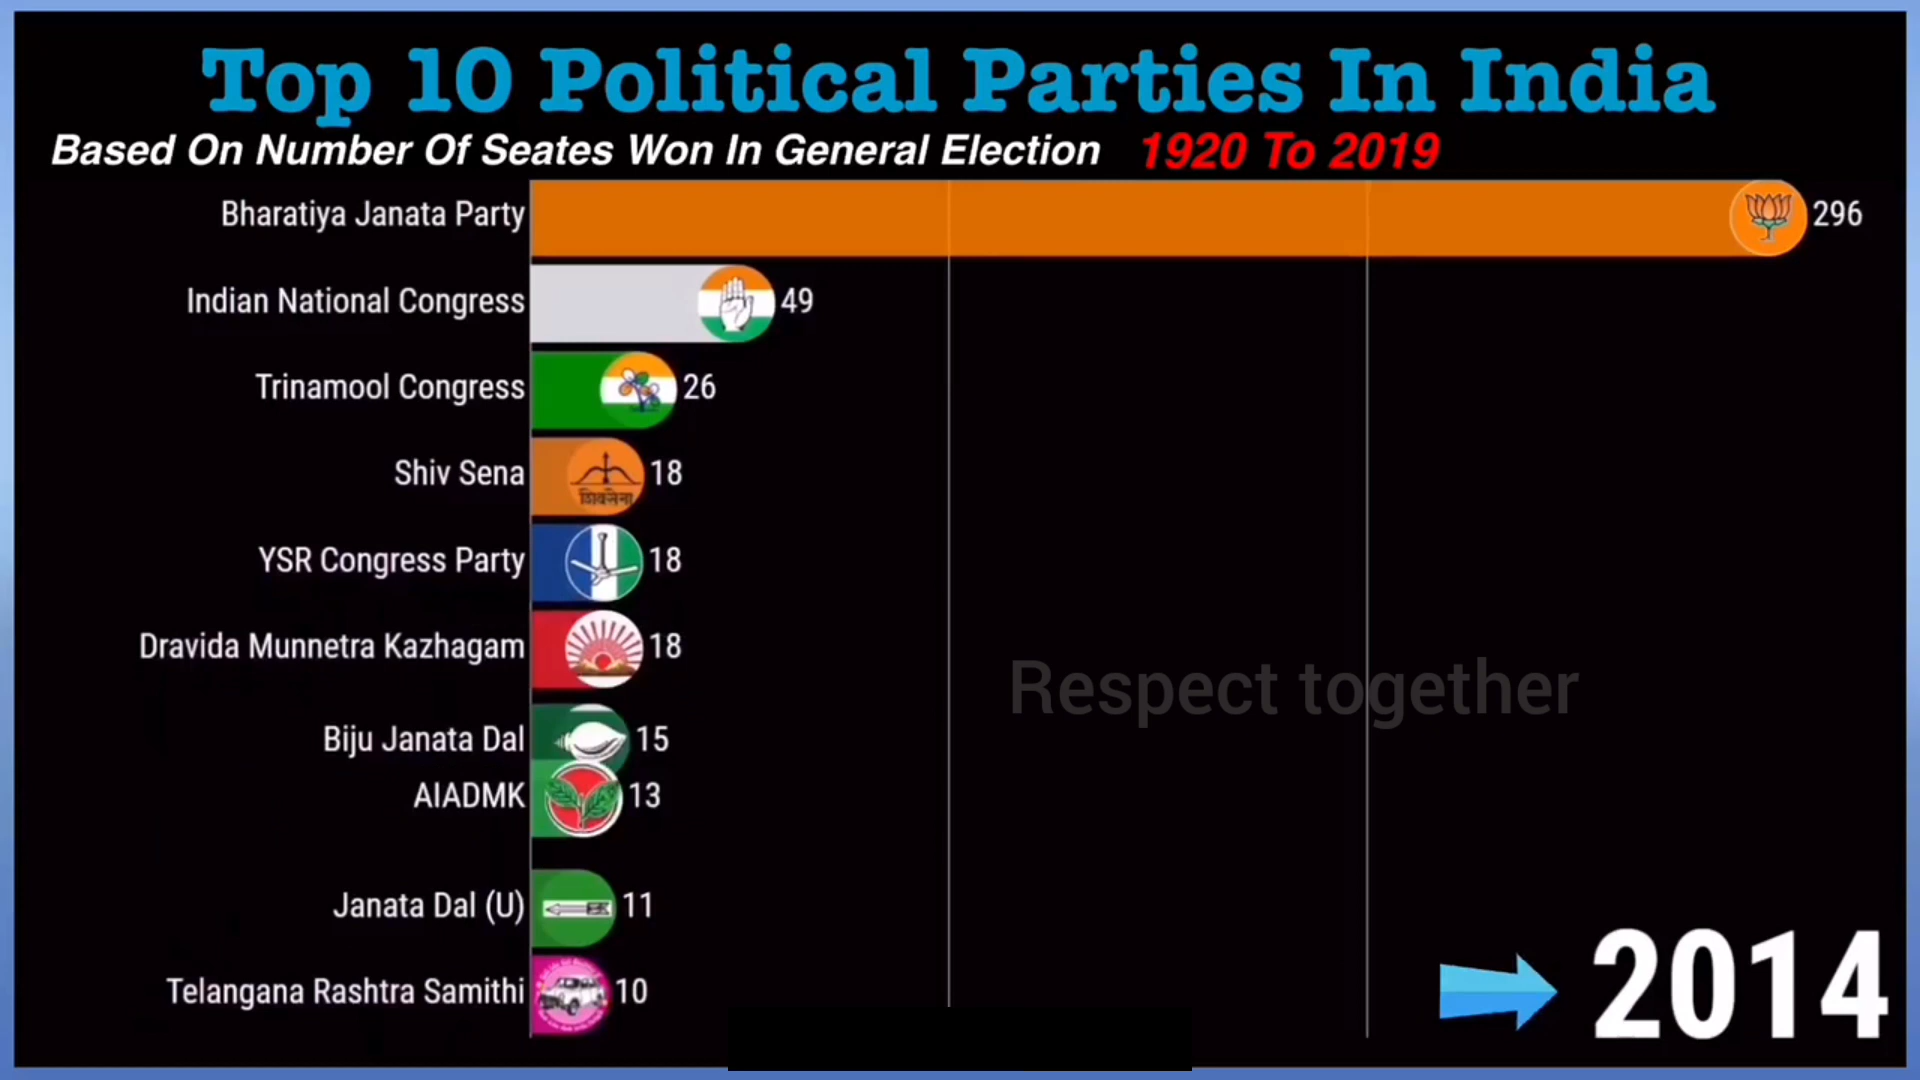 Top 10 Political Parties In India
Based On Number Of Seates Won In General Election 1920 To 2019
Bharatiya Janata Party 296
Indian National Congress 49
Trinamool Congress 26
Shiv Sena शिवसेना 18
YSR Congress Party 18
Dravida Munnetra Kazhagam 18
Respect together
Biju Janata Dal 15
AIADMK 13
Janata Dal (U) 11
Telangana Rashtra Samithi 10
2014